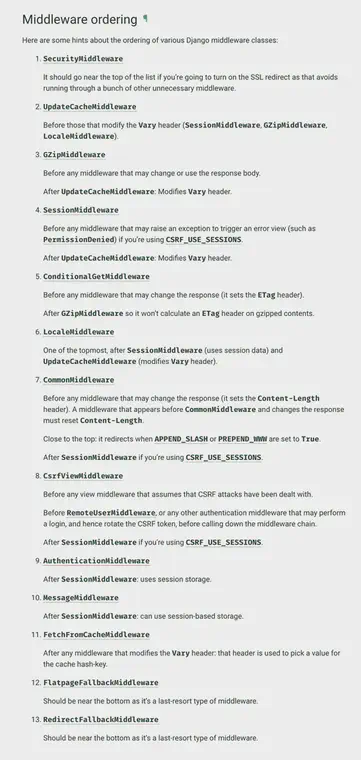 Middleware ordering ¶
Here are some hints about the ordering of various Django middleware classes:
1. SecurityMiddleware
It should go near the top of the list if you're going to turn on the SSL redirect as that avoids
running through a bunch of other unnecessary middleware.
2. UpdateCacheMiddleware
Before those that modify the Vary header (SessionMiddleware, GZipMiddleware,
LocaleMiddleware).
3. GZipMiddleware
Before any middleware that may change or use the response body.
After UpdateCacheMiddleware: Modifies Vary header.
4. SessionMiddleware
Before any middleware that may raise an exception to trigger an error view (such as
PermissionDenied) if you're using CSRF_USE_SESSIONS.
After UpdateCacheMiddleware: Modifies Vary header.
5. ConditionalGetMiddleware
Before any middleware that may change the response (it sets the ETag header).
After GZipMiddleware so it won't calculate an ETag header on gzipped contents.
6. LocaleMiddleware
One of the topmost, after SessionMiddleware (uses session data) and
UpdateCacheMiddleware (modifies Vary header).
7. CommonMiddleware
Before any middleware that may change the response (it sets the Content-Length
header). A middleware that appears before CommonMiddleware and changes the response
must reset Content-Length.
Close to the top: it redirects when APPEND_SLASH or PREPEND_WWW are set to True.
After SessionMiddleware if you're using CSRF_USE_SESSIONS.
8. CsrfViewMiddleware
Before any view middleware that assumes that CSRF attacks have been dealt with.
Before RemoteUserMiddleware, or any other authentication middleware that may perform
a login, and hence rotate the CSRF token, before calling down the middleware chain.
After SessionMiddleware if you're using CSRF_USE_SESSIONS.
9. AuthenticationMiddleware
After SessionMiddleware: uses session storage.
10. MessageMiddleware
After SessionMiddleware: can use session-based storage.
11. FetchFromCacheMiddleware
After any middleware that modifies the Vary header: that header is used to pick a value for
the cache hash-key.
12. FlatpageFallbackMiddleware
Should be near the bottom as it's a last-resort type of middleware.
13. RedirectFallbackMiddleware
Should be near the bottom as it's a last-resort type of middleware.